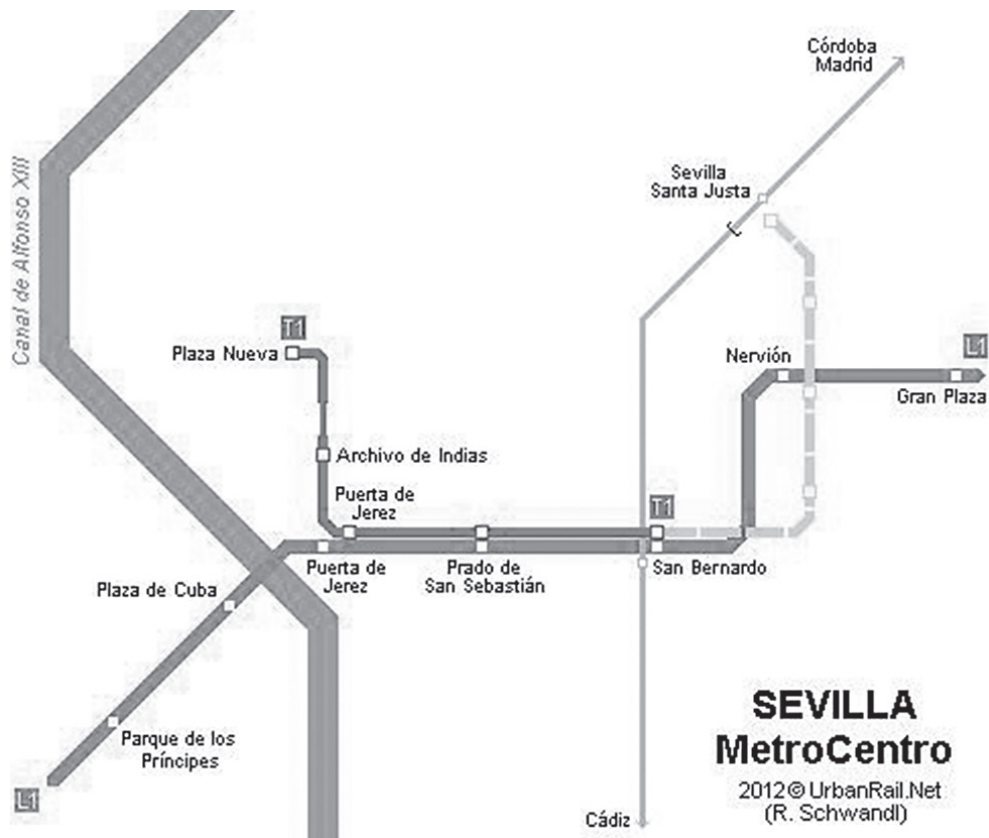 Córdoba
Madrid
Sevilla
Santa Justa
Canal de Alfonso XIII
T1
Plaza Nueva
L1
Nervión
Gran Plaza
Archivo de Indias
Puerta de
Jerez
T1
Puerta de
Jerez
Prado de
San Sebastián
San Bernardo
Plaza de Cuba
Parque de los
Príncipes
L1
Cádiz
SEVILLA
MetroCentro
2012© UrbanRail.Net
(R. Schwandl)